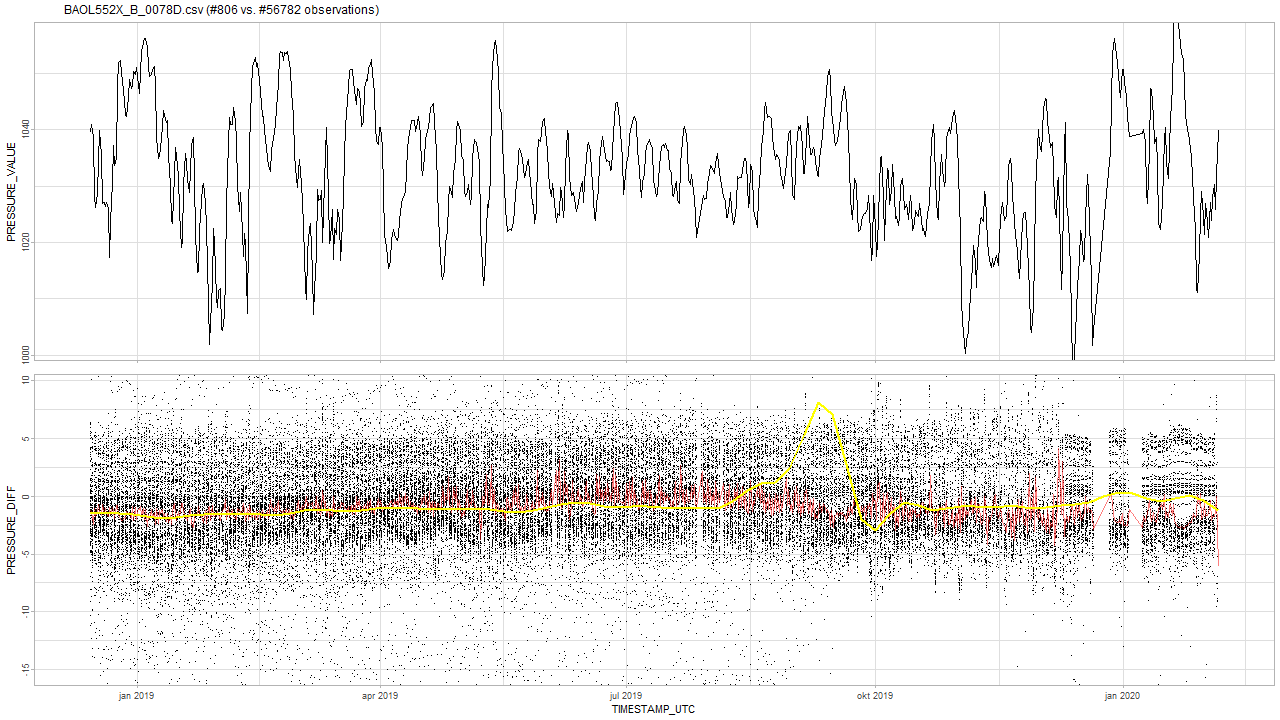 BAOL552X_B_0078D.csv (#806 vs. #56782 observations)
PRESSURE_VALUE
1040
1020
1000
PRESSURE_DIFF
10
5
0
-5
-10
-15
jan 2019
apr 2019
jul 2019
okt 2019
jan 2020
TIMESTAMP_UTC